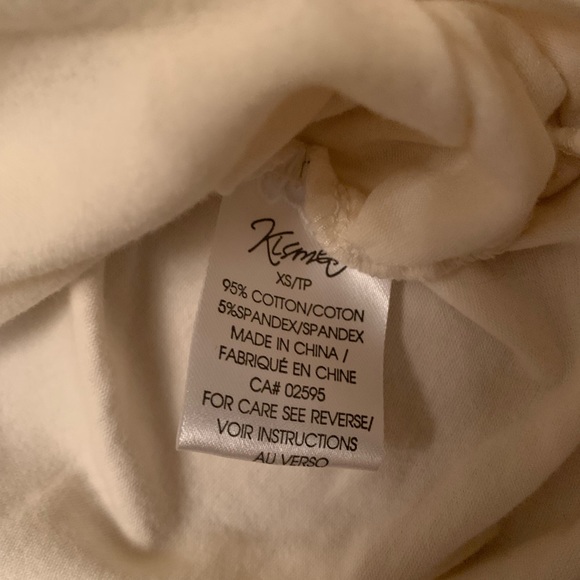 Kismet
XS/TP
95% COTTON/COTON
5%SPANDEX/SPANDEX
MADE IN CHINA /
FABRIQUÉ EN CHINE
CA# 02595
FOR CARE SEE REVERSE/
VOIR INSTRUCTIONS
AU VERSO